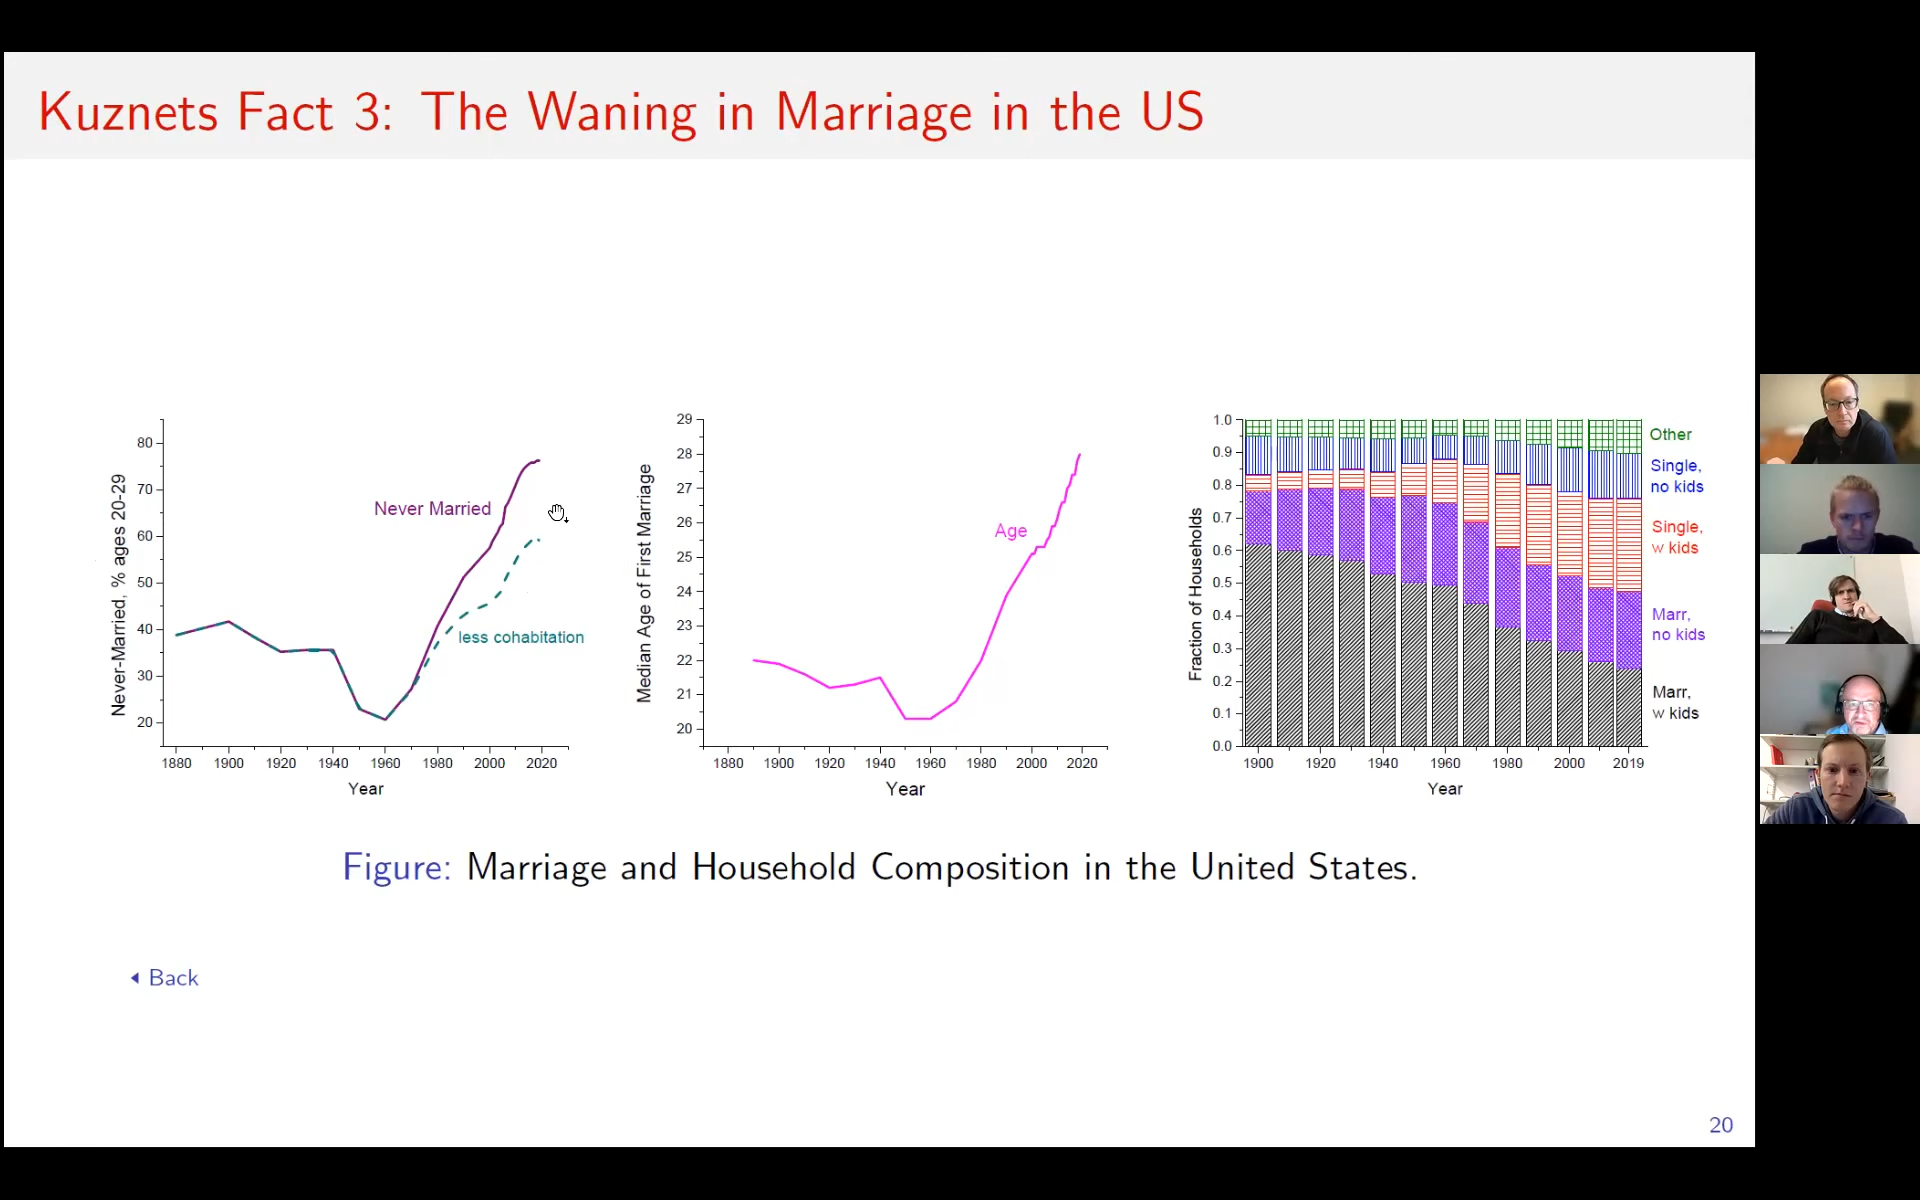 Kuznets Fact 3: The Waning in Marriage in the US
Never-Married, % ages 20-29
80
70
60
50
40
30
20
Never Married
less cohabitation
1880 1900 1920 1940 1960 1980 2000 2020
Year
Median Age of First Marriage
29
28
27
26
25
24
23
22
21
20
Age
1880 1900 1920 1940 1960 1980 2000 2020
Year
Fraction of Households
1.0
0.9
0.8
0.7
0.6
0.5
0.4
0.3
0.2
0.1
0.0
Other
Single,
no kids
Single,
w kids
Marr,
no kids
Marr,
w kids
1900 1920 1940 1960 1980 2000 2019
Year
Figure: Marriage and Household Composition in the United States.
Back
20